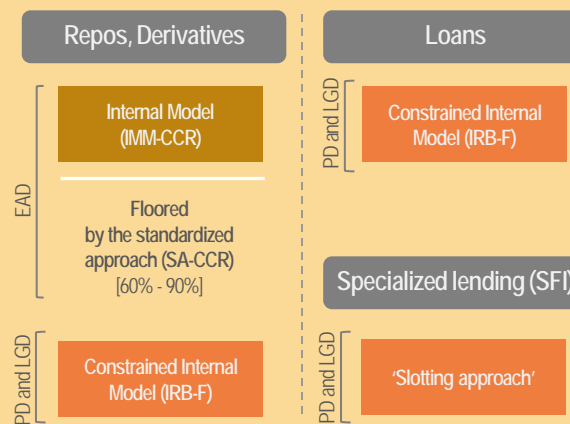 Repos, Derivatives
EAD
Internal Model
(IMM-CCR)
Floored
by the standardized
approach (SA-CCR)
[60% - 90%]
PD and LGD
Constrained Internal
Model (IRB-F)
Loans
PD and LGD
Constrained Internal
Model (IRB-F)
Specialized lending (SFI)
PD and LGD
'Slotting approach'